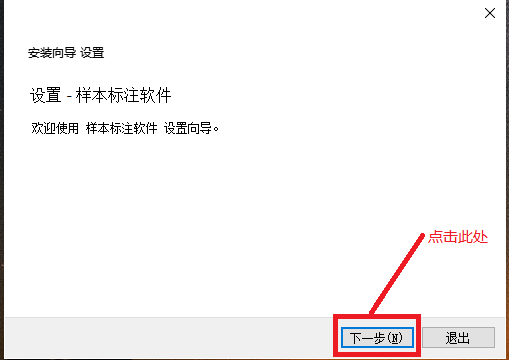 安装向导 设置
设置 - 样本标注软件
欢迎使用 样本标注软件 设置向导。
点击此处
下一步(N)
退出